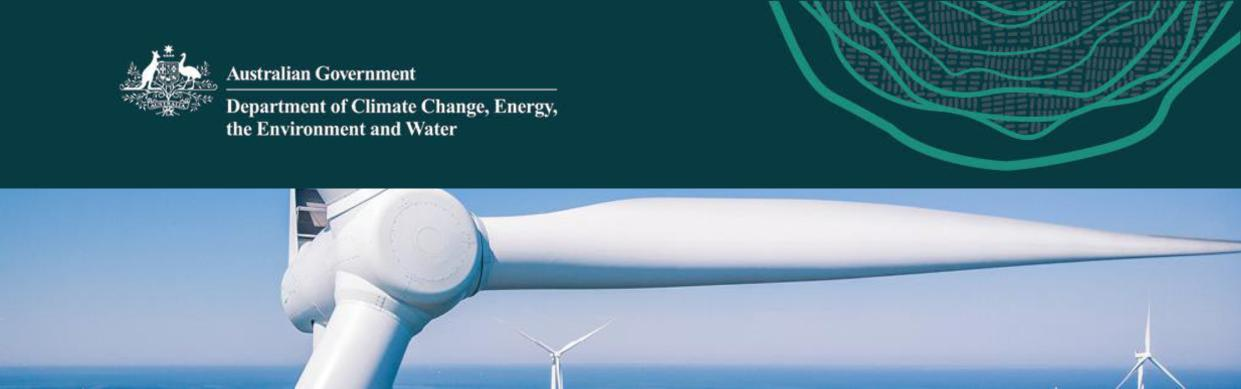 Australian Government
Department of Climate Change, Energy,
the Environment and Water